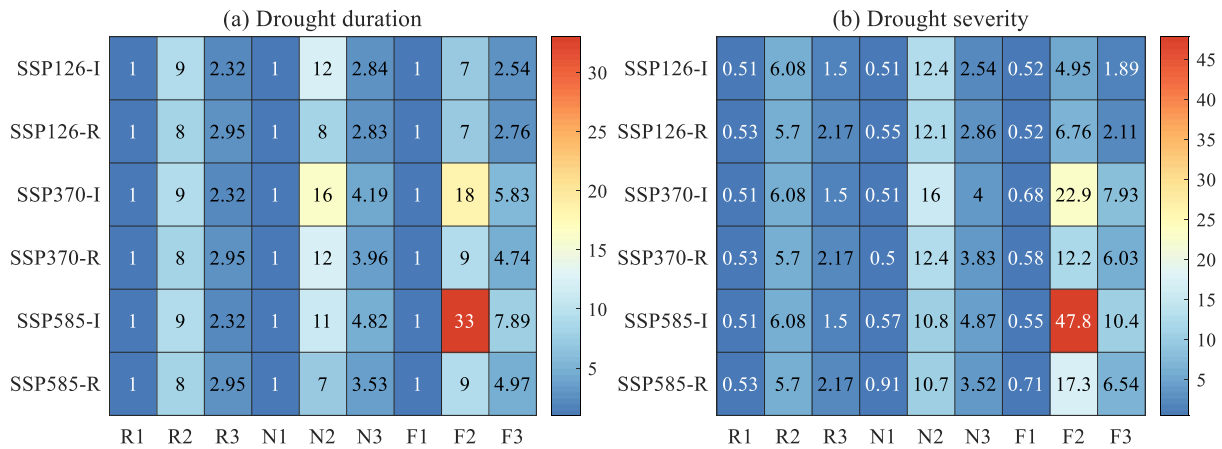 (a) Drought duration
SSP126-I 1 9 2.32 1 12 2.84 1 7 2.54
SSP126-R 1 8 2.95 1 8 2.83 1 7 2.76
SSP370-I 1 9 2.32 1 16 4.19 1 18 5.83
SSP370-R 1 8 2.95 1 12 3.96 1 9 4.74
SSP585-I 1 9 2.32 1 11 4.82 1 33 7.89
SSP585-R 1 8 2.95 1 7 3.53 1 9 4.97
R1 R2 R3 N1 N2 N3 F1 F2 F3
30
25
20
15
10
5
(b) Drought severity
SSP126-I 0.51 6.08 1.5 0.51 12.4 2.54 0.52 4.95 1.89
SSP126-R 0.53 5.7 2.17 0.55 12.1 2.86 0.52 6.76 2.11
SSP370-I 0.51 6.08 1.5 0.51 16 4 0.68 22.9 7.93
SSP370-R 0.53 5.7 2.17 0.5 12.4 3.83 0.58 12.2 6.03
SSP585-I 0.51 6.08 1.5 0.57 10.8 4.87 0.55 47.8 10.4
SSP585-R 0.53 5.7 2.17 0.91 10.7 3.52 0.71 17.3 6.54
R1 R2 R3 N1 N2 N3 F1 F2 F3
45
40
35
30
25
20
15
10
5